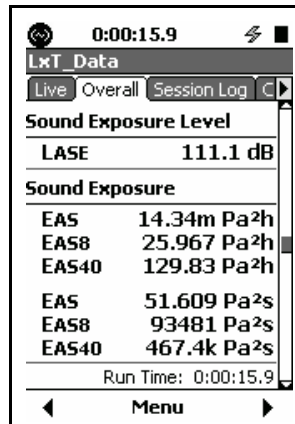 0:00:15.9
LxT_Data
Live Overall Session Log C
Sound Exposure Level
LASE 111.1 dB
Sound Exposure
EAS 14.34m Pa²h
EAS8 25.967 Pa²h
EAS40 129.83 Pa²h
EAS 51.609 Pa²s
EAS8 93481 Pa²s
EAS40 467.4k Pa²s
Run Time: 0:00:15.9
Menu